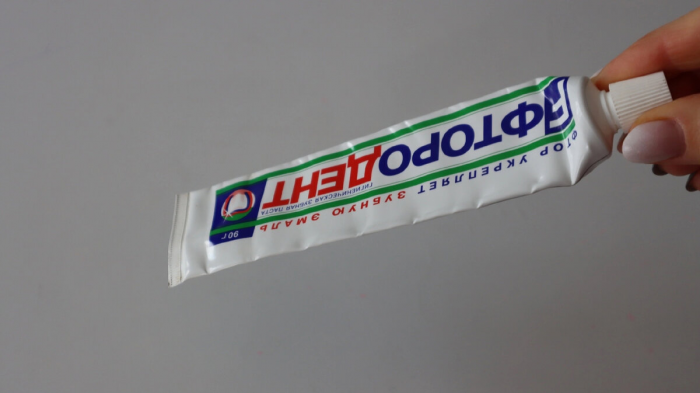 ФТОР УКРЕПЛЯЕТ ЗУБНУЮ ЭМАЛЬ
90 г
ГИГИЕНИЧЕСКАЯ ЗУБНАЯ ПАСТА
ФТОРОДЕНТ